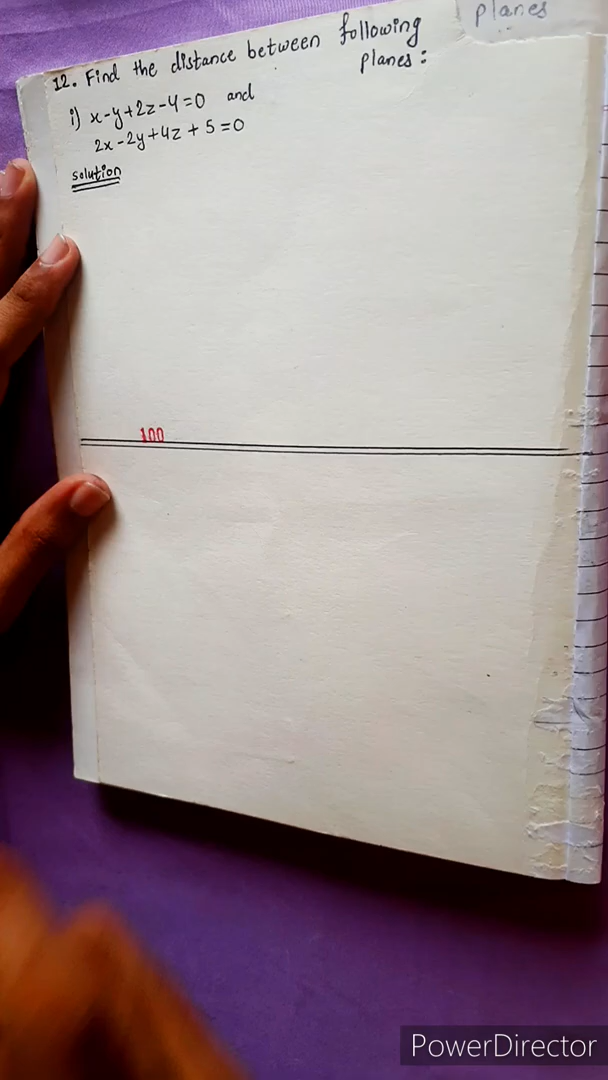 planes
12. Find the distance between following
planes:
i) x-y+2z-4=0 and
2x-2y+4z+5=0
solution
100
PowerDirector